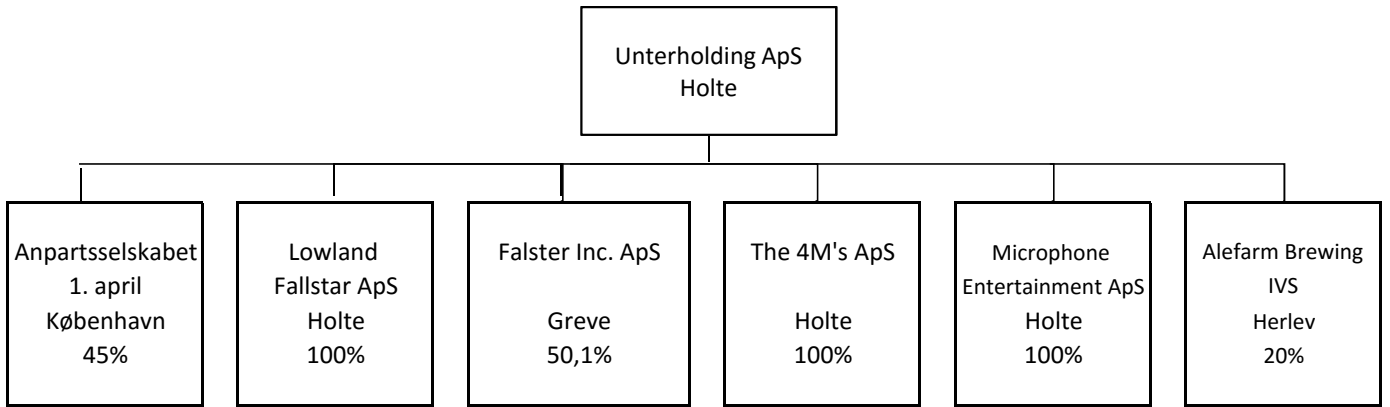 Unterholding ApS
Holte
Anpartsselskabet
1. april
København
45%
Lowland
Fallstar ApS
Holte
100%
Falster Inc. ApS
Greve
50,1%
The 4M's ApS
Holte
100%
Microphone
Entertainment ApS
Holte
100%
Alefarm Brewing
IVS
Herlev
20%